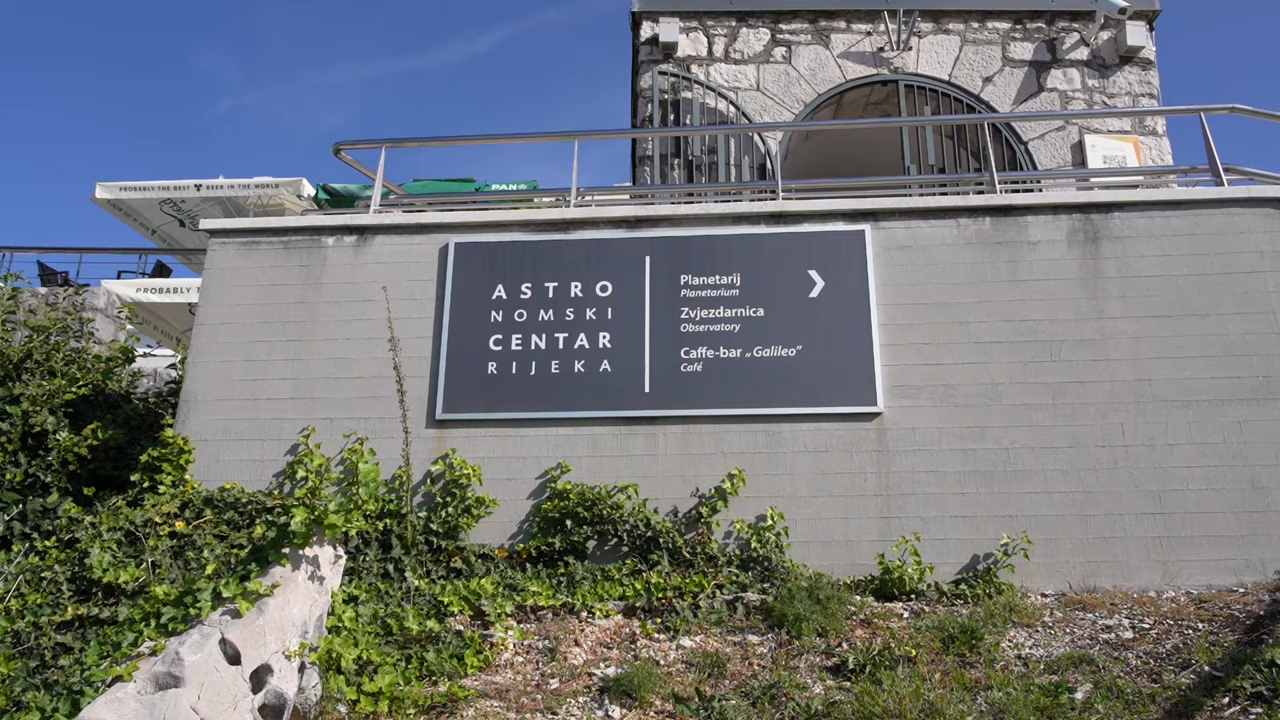 PROBABLY THE BEST BEER IN THE WORLD
PAN
PROBABLY T
ASTRO
NOMSKI
CENTAR
RIJEKA
Planetarij
Planetarium
Zvjezdarnica
Observatory
Caffe-bar „Galileo”
Café